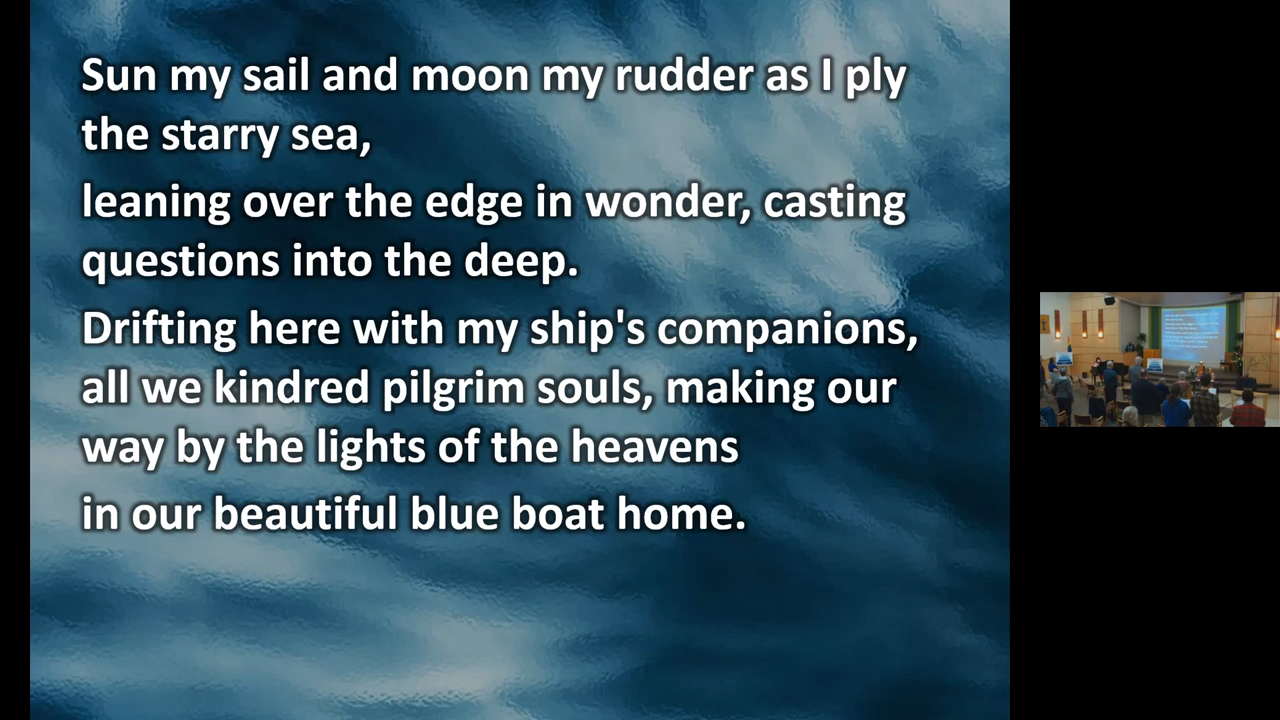 Sun my sail and moon my rudder as I ply
the starry sea,
leaning over the edge in wonder, casting
questions into the deep.
Drifting here with my ship's companions,
all we kindred pilgrim souls, making our
way by the lights of the heavens
in our beautiful blue boat home.